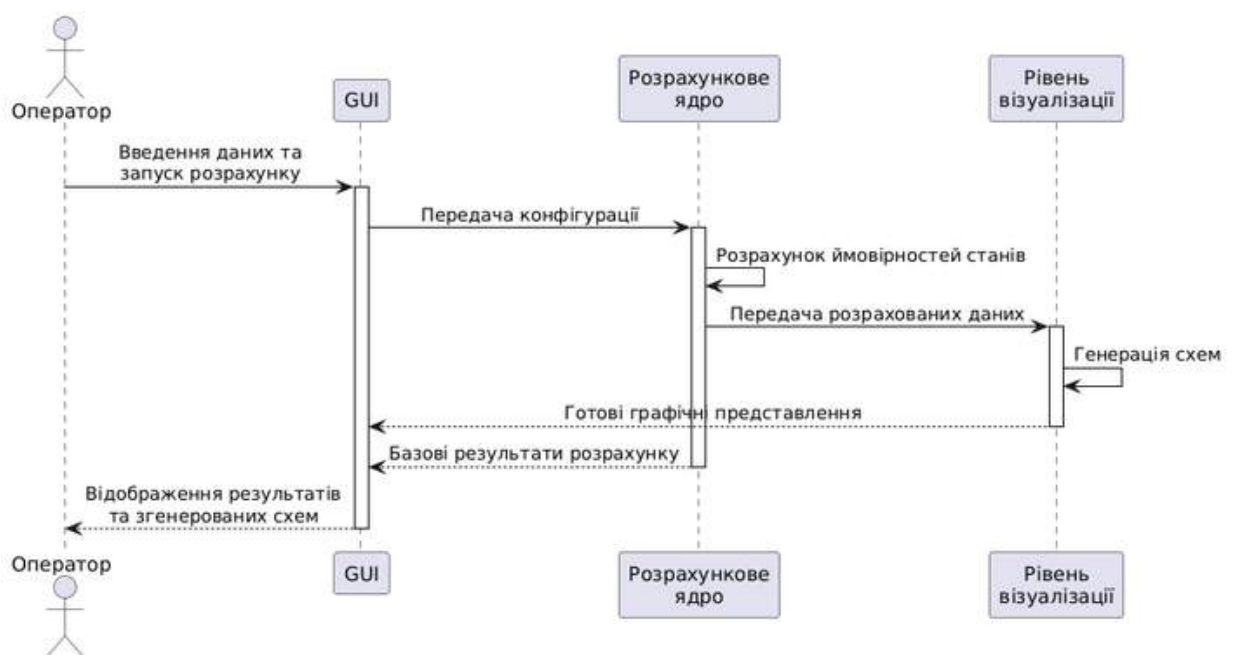 Оператор
GUI
Розрахункове
ядро
Рівень
візуалізації
Введення даних та
запуск розрахунку
Передача конфігурації
Розрахунок ймовірностей станів
Передача розрахованих даних
Генерація схем
Готові графічні представлення
Базові результати розрахунку
Відображення результатів
та згенерованих схем
Оператор
GUI
Розрахункове
ядро
Рівень
візуалізації